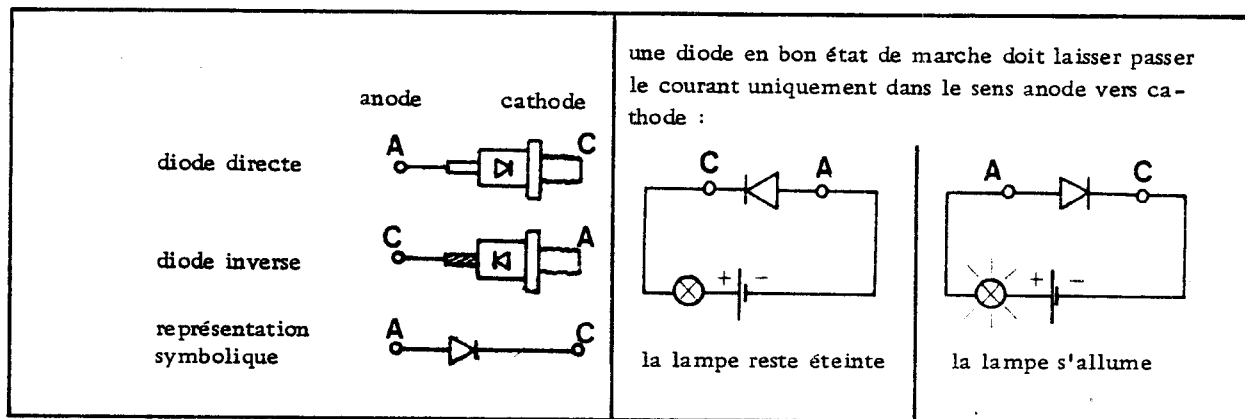 anode cathode
diode directe A C
diode inverse C A
représentation
symbolique A C
une diode en bon état de marche doit laisser passer
le courant uniquement dans le sens anode vers ca-
thode :
C A
+ -
la lampe reste éteinte
A C
+ -
la lampe s'allume